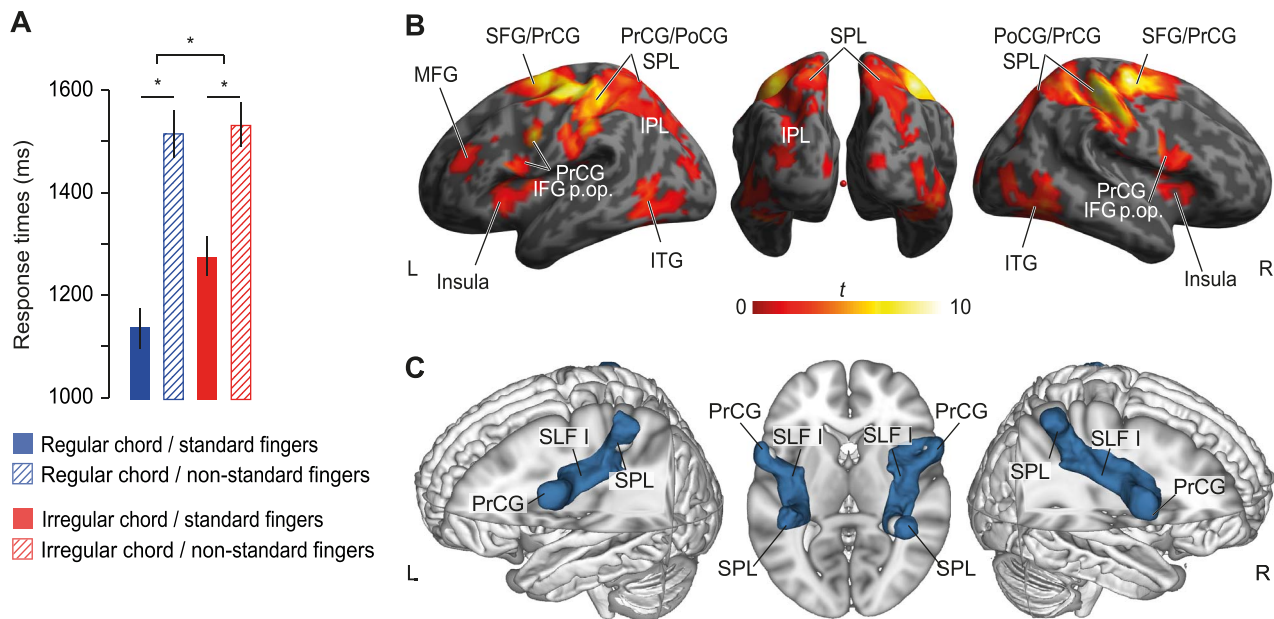 A
Response times (ms)
1600
1400
1200
1000
*
*
*
Regular chord / standard fingers
Regular chord / non-standard fingers
Irregular chord / standard fingers
Irregular chord / non-standard fingers
B
SFG/PrCG
PrCG/PoCG
SPL
MFG
IPL
PrCG
IFG p.op.
Insula
ITG
L
SPL
IPL
PoCG/PrCG
SPL
SFG/PrCG
PrCG
IFG p.op.
ITG
Insula
R
t
0
10
C
SLF I
SPL
PrCG
L
PrCG
SLF I
SLF I
PrCG
SPL
SPL
SLF I
SPL
PrCG
R